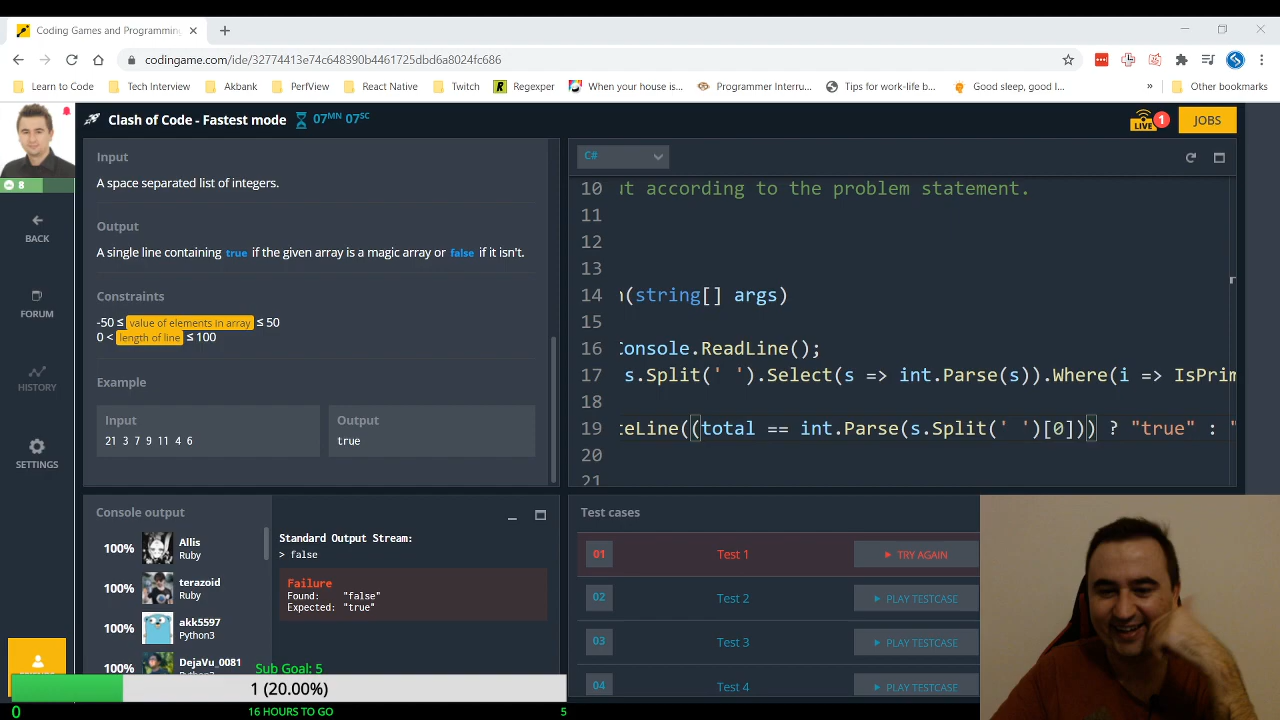 Coding Games and Programming
codingame.com/ide/32774413e74c648390b4461725dbf6a8024fc686
Learn to Code
Tech Interview
Akbank
PerfView
React Native
Twitch
Regexper
When your house is...
Programmer Interru...
Tips for work-life b...
Good sleep, good l...
»
Other bookmarks
Clash of Code - Fastest mode
07MN 07SC
LIVE
1
JOBS
8
BACK
FORUM
HISTORY
SETTINGS
Input
A space separated list of integers.
Output
A single line containing true if the given array is a magic array or false if it isn't.
Constraints
-50 ≤ value of elements in array ≤ 50
0 < length of line ≤ 100
Example
Input
21 3 7 9 11 4 6
Output
true
C#
10 ut according to the problem statement.
11
12
13
14 n(string[] args)
15
16 Console.ReadLine();
17 s.Split(' ').Select(s => int.Parse(s)).Where(i => IsPrim
18
19 teLine((total == int.Parse(s.Split(' ')[0])) ? "true" : "
20
21
Console output
100% Allis
Ruby
100% terazoid
Ruby
100% akk5597
Python3
100% DejaVu_0081
Standard Output Stream:
> false
Failure
Found: "false"
Expected: "true"
Test cases
01 Test 1 TRY AGAIN
02 Test 2 PLAY TESTCASE
03 Test 3 PLAY TESTCASE
04 Test 4 PLAY TESTCASE
Sub Goal: 5
1 (20.00%)
0
16 HOURS TO GO
5